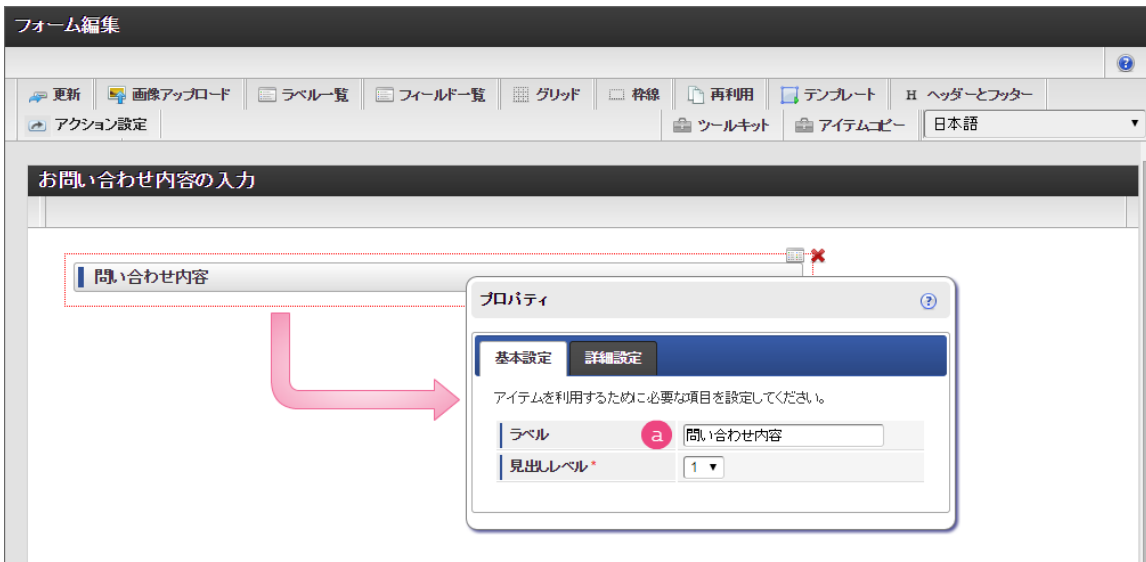 フォーム編集
更新 画像アップロード ラベル一覧 フィールド一覧 グリッド 枠線 再利用 テンプレート H ヘッダーとフッター
アクション設定 ツールキット アイテムコピー 日本語
お問い合わせ内容の入力
問い合わせ内容
プロパティ
基本設定 詳細設定
アイテムを利用するために必要な項目を設定してください。
ラベル a 問い合わせ内容
見出しレベル* 1